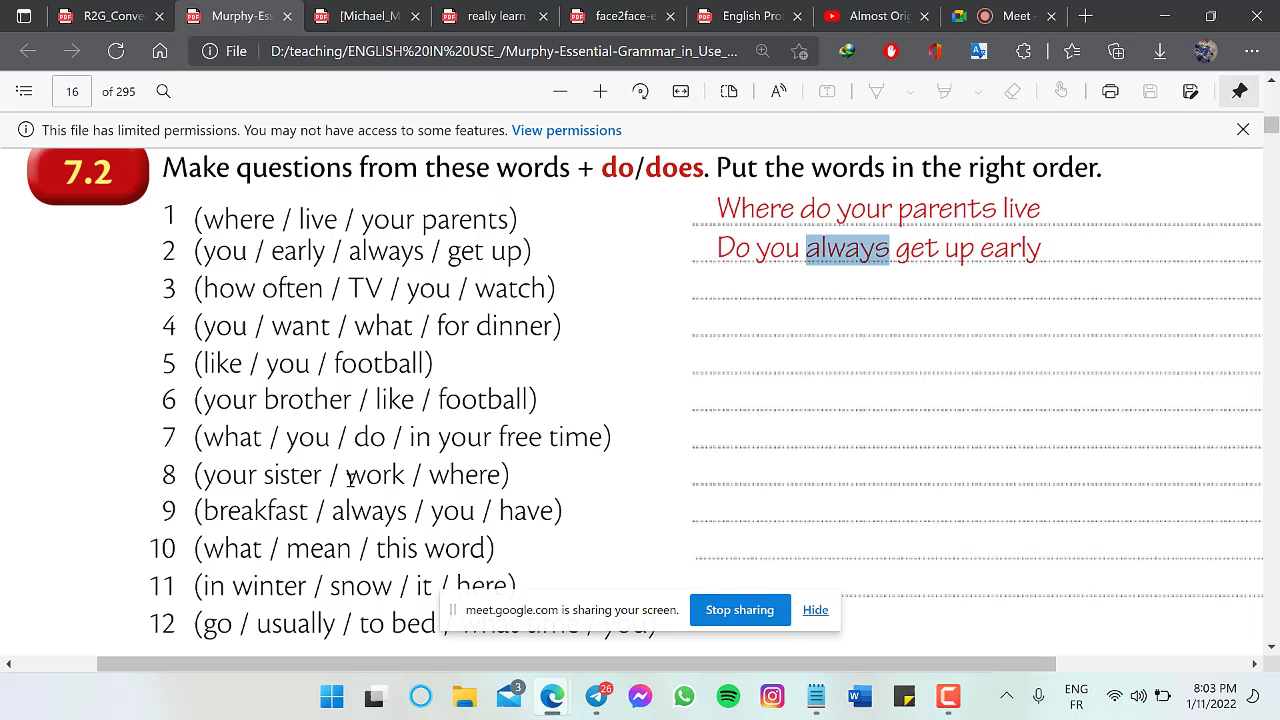 R2G_Conve
Murphy-Ess
[Michael_M
really learn
face2face-e
English Pro
Almost Ori
Meet -
File D:/teaching/ENGLISH%20IN%20USE_/Murphy-Essential-Grammar_in_Use_...
16 of 295
This file has limited permissions. You may not have access to some features. View permissions
7.2 Make questions from these words + do/does. Put the words in the right order.
1 (where / live / your parents) Where do your parents live
2 (you / early / always / get up) Do you always get up early
3 (how often / TV / you / watch)
4 (you / want / what / for dinner)
5 (like / you / football)
6 (your brother / like / football)
7 (what / you / do / in your free time)
8 (your sister / work / where)
9 (breakfast / always / you / have)
10 (what / mean / this word)
11 (in winter / snow / it / here)
12 (go / usually / to bed / what time / you)
meet.google.com is sharing your screen. Stop sharing Hide
3
26
ENG
FR
8:03 PM
1/11/2022